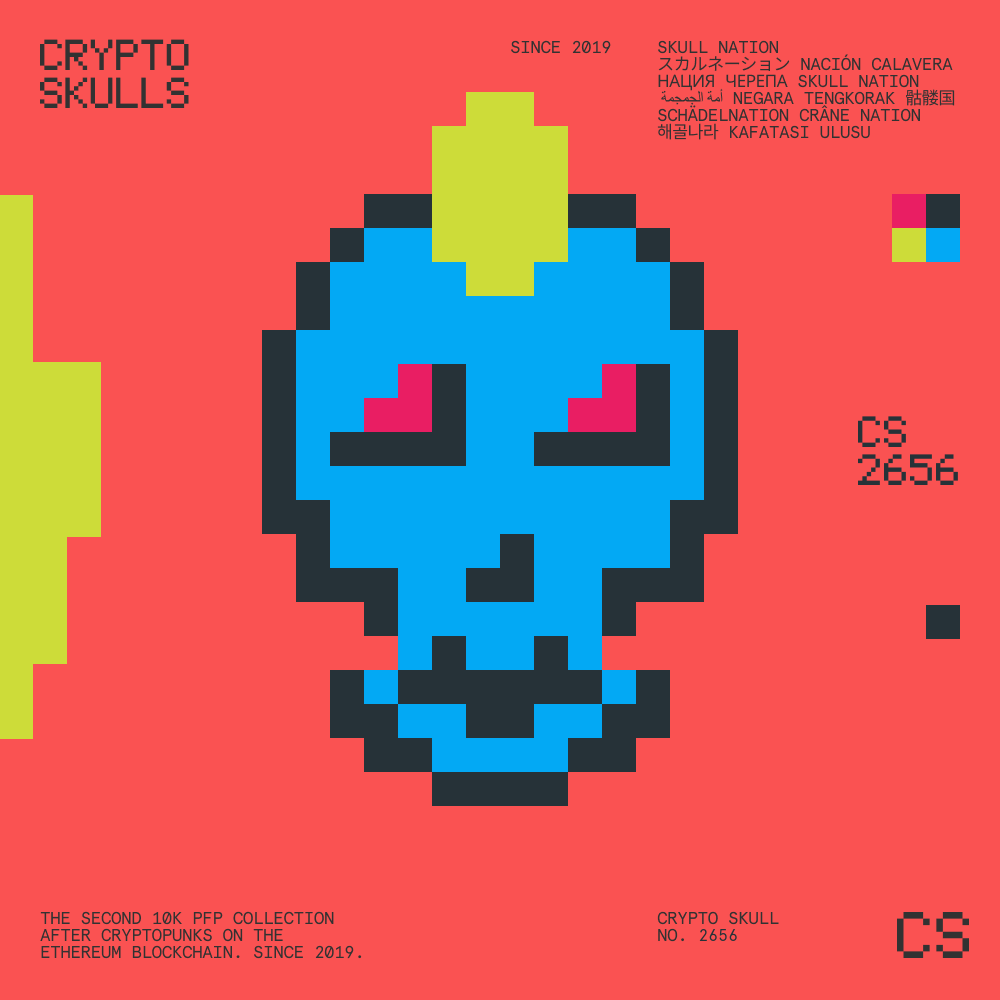 CRYPTO
SKULLS
SINCE 2019
SKULL NATION
スカルネーション NACIÓN CALAVERA
НАЦИЯ ЧЕРЕПА SKULL NATION
أمة الجمجمة NEGARA TENGKORAK 骷髅国
SCHÄDELNATION CRÂNE NATION
해골나라 KAFATASI ULUSU
CS
2656
THE SECOND 10K PFP COLLECTION
AFTER CRYPTOPUNKS ON THE
ETHEREUM BLOCKCHAIN. SINCE 2019.
CRYPTO SKULL
NO. 2656
CS